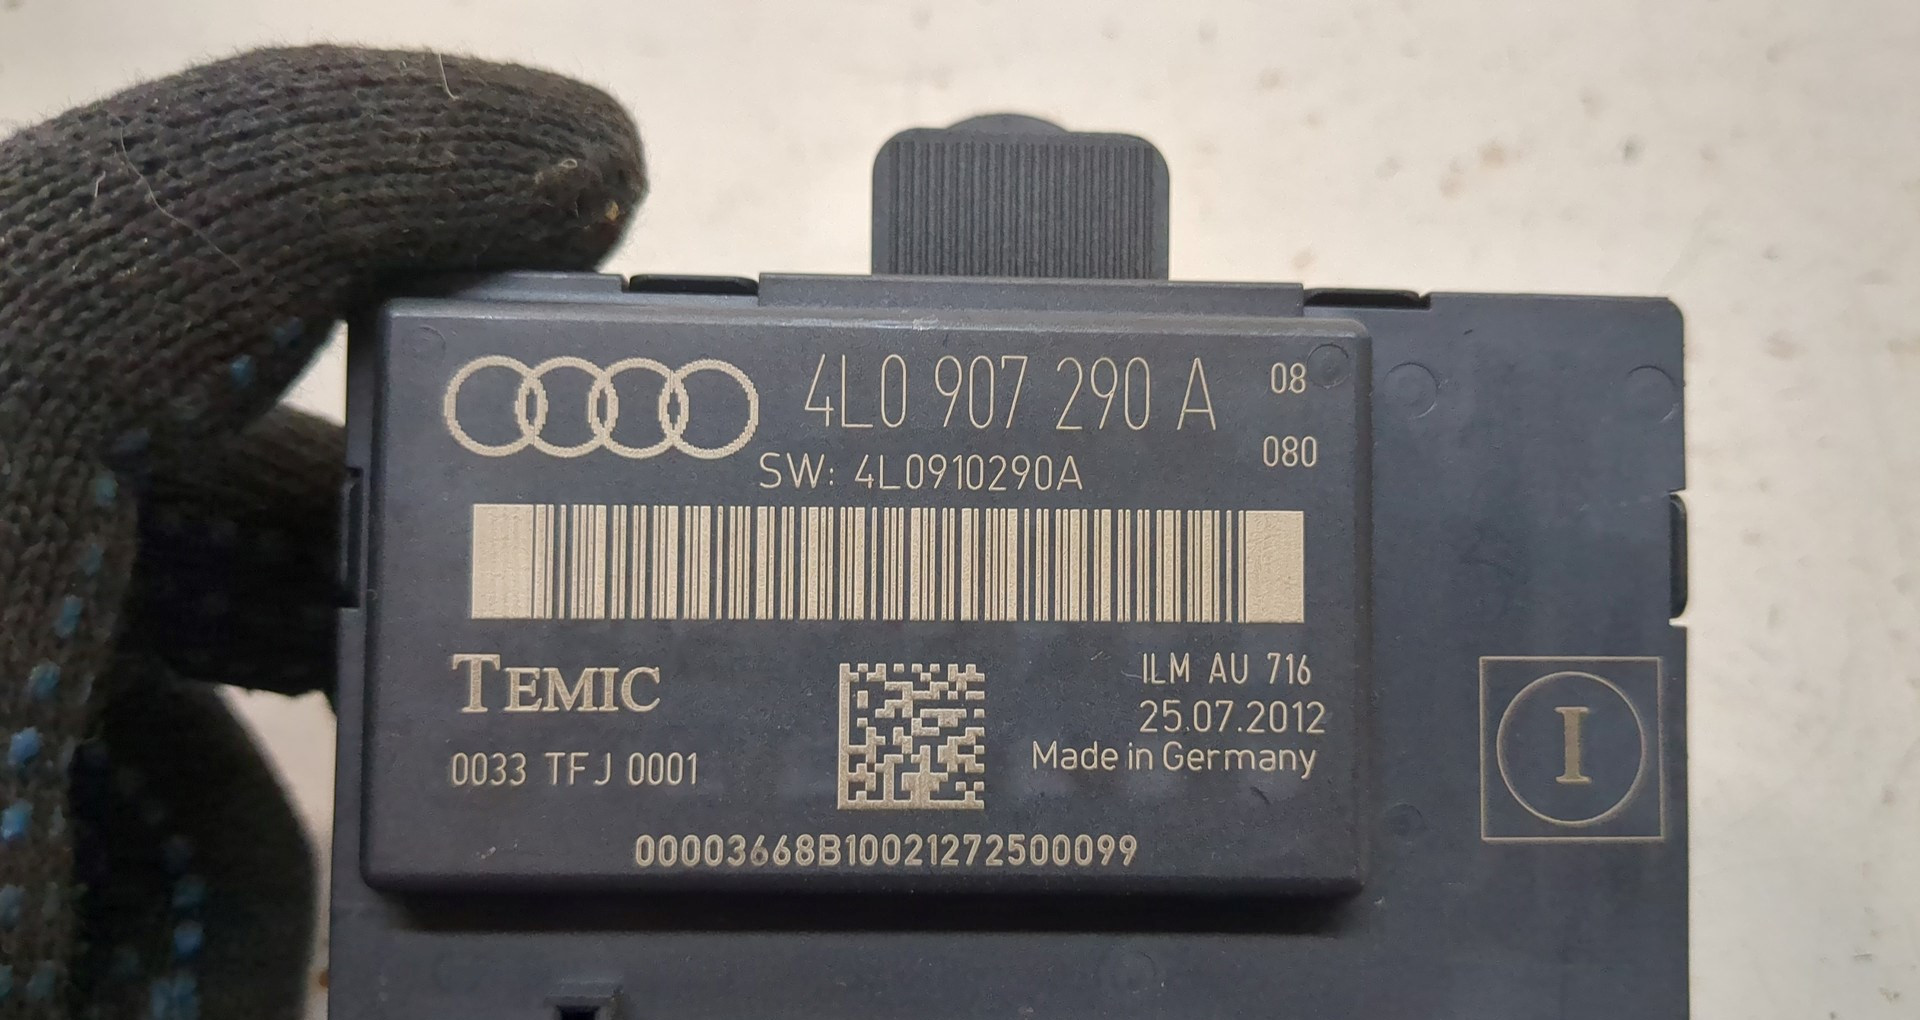 4L0 907 290 A 08
080
SW: 4L0910290A
TEMIC
0033 TFJ 0001
ILM AU 716
25.07.2012
Made in Germany
I
00003668B10021272500099